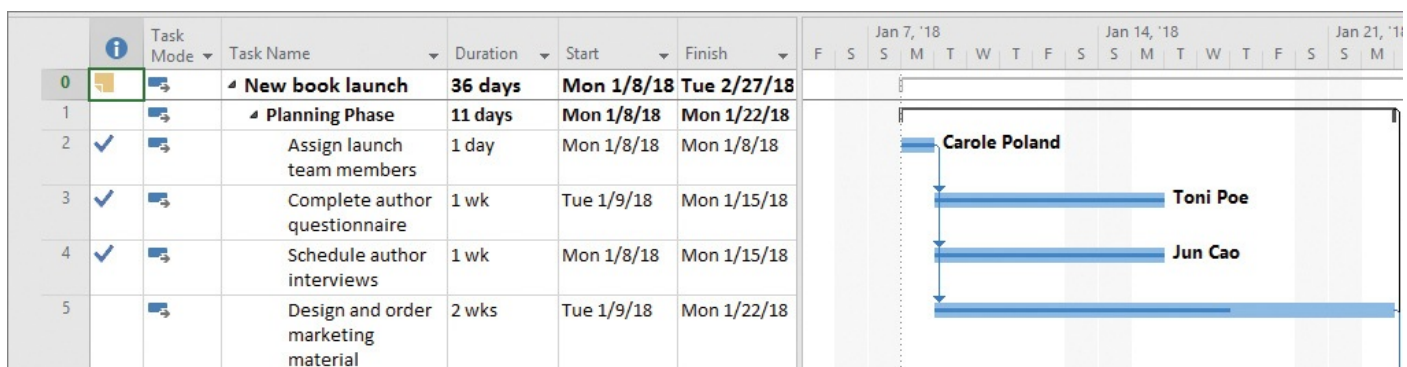 Task Mode Task Name Duration Start Finish
Jan 7, '18 Jan 14, '18 Jan 21, '18
F S S M T W T F S S M T W T F S S M
0 New book launch 36 days Mon 1/8/18 Tue 2/27/18
1 Planning Phase 11 days Mon 1/8/18 Mon 1/22/18
2 Assign launch 1 day Mon 1/8/18 Mon 1/8/18 Carole Poland
team members
3 Complete author 1 wk Tue 1/9/18 Mon 1/15/18 Toni Poe
questionnaire
4 Schedule author 1 wk Mon 1/8/18 Mon 1/15/18 Jun Cao
interviews
5 Design and order 2 wks Tue 1/9/18 Mon 1/22/18
marketing
material